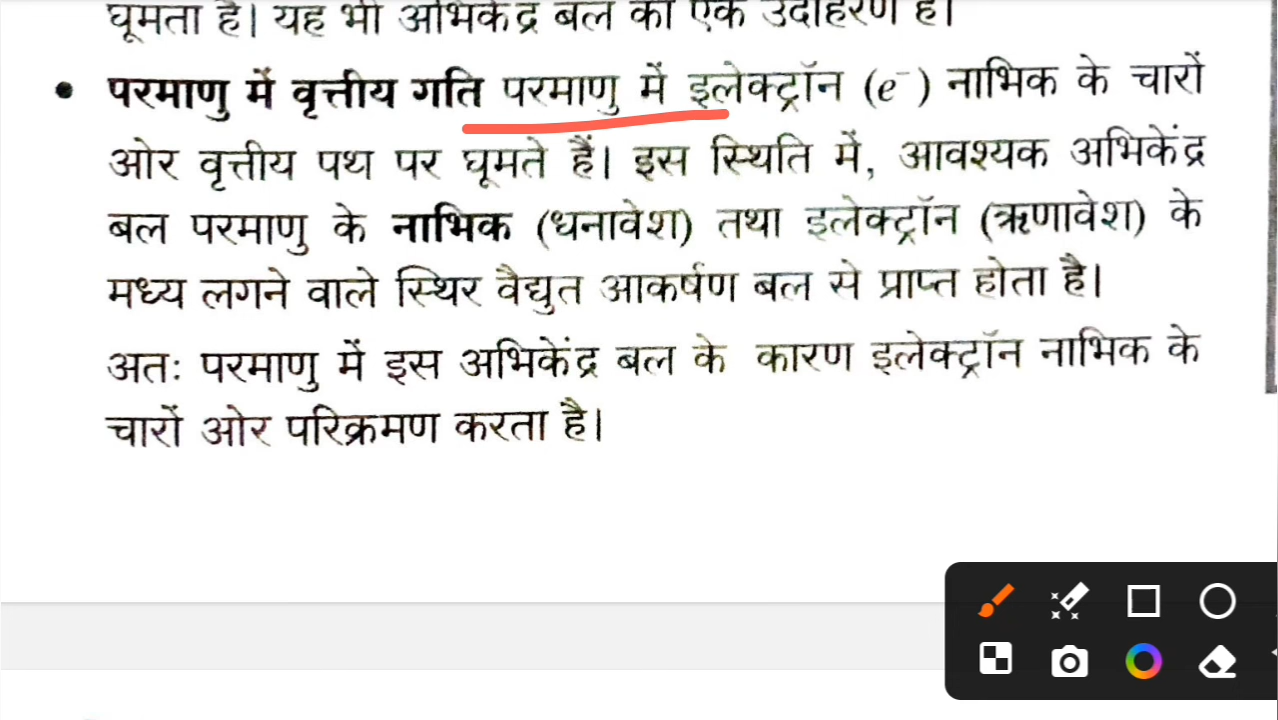 घूमता है। यह भी अभिकेंद्र बल का एक उदाहरण है।
• परमाणु में वृत्तीय गति परमाणु में इलेक्ट्रॉन (e⁻) नाभिक के चारों
ओर वृत्तीय पथ पर घूमते हैं। इस स्थिति में, आवश्यक अभिकेंद्र
बल परमाणु के नाभिक (धनावेश) तथा इलेक्ट्रॉन (ऋणावेश) के
मध्य लगने वाले स्थिर वैद्युत आकर्षण बल से प्राप्त होता है।
अतः परमाणु में इस अभिकेंद्र बल के कारण इलेक्ट्रॉन नाभिक के
चारों ओर परिक्रमण करता है।